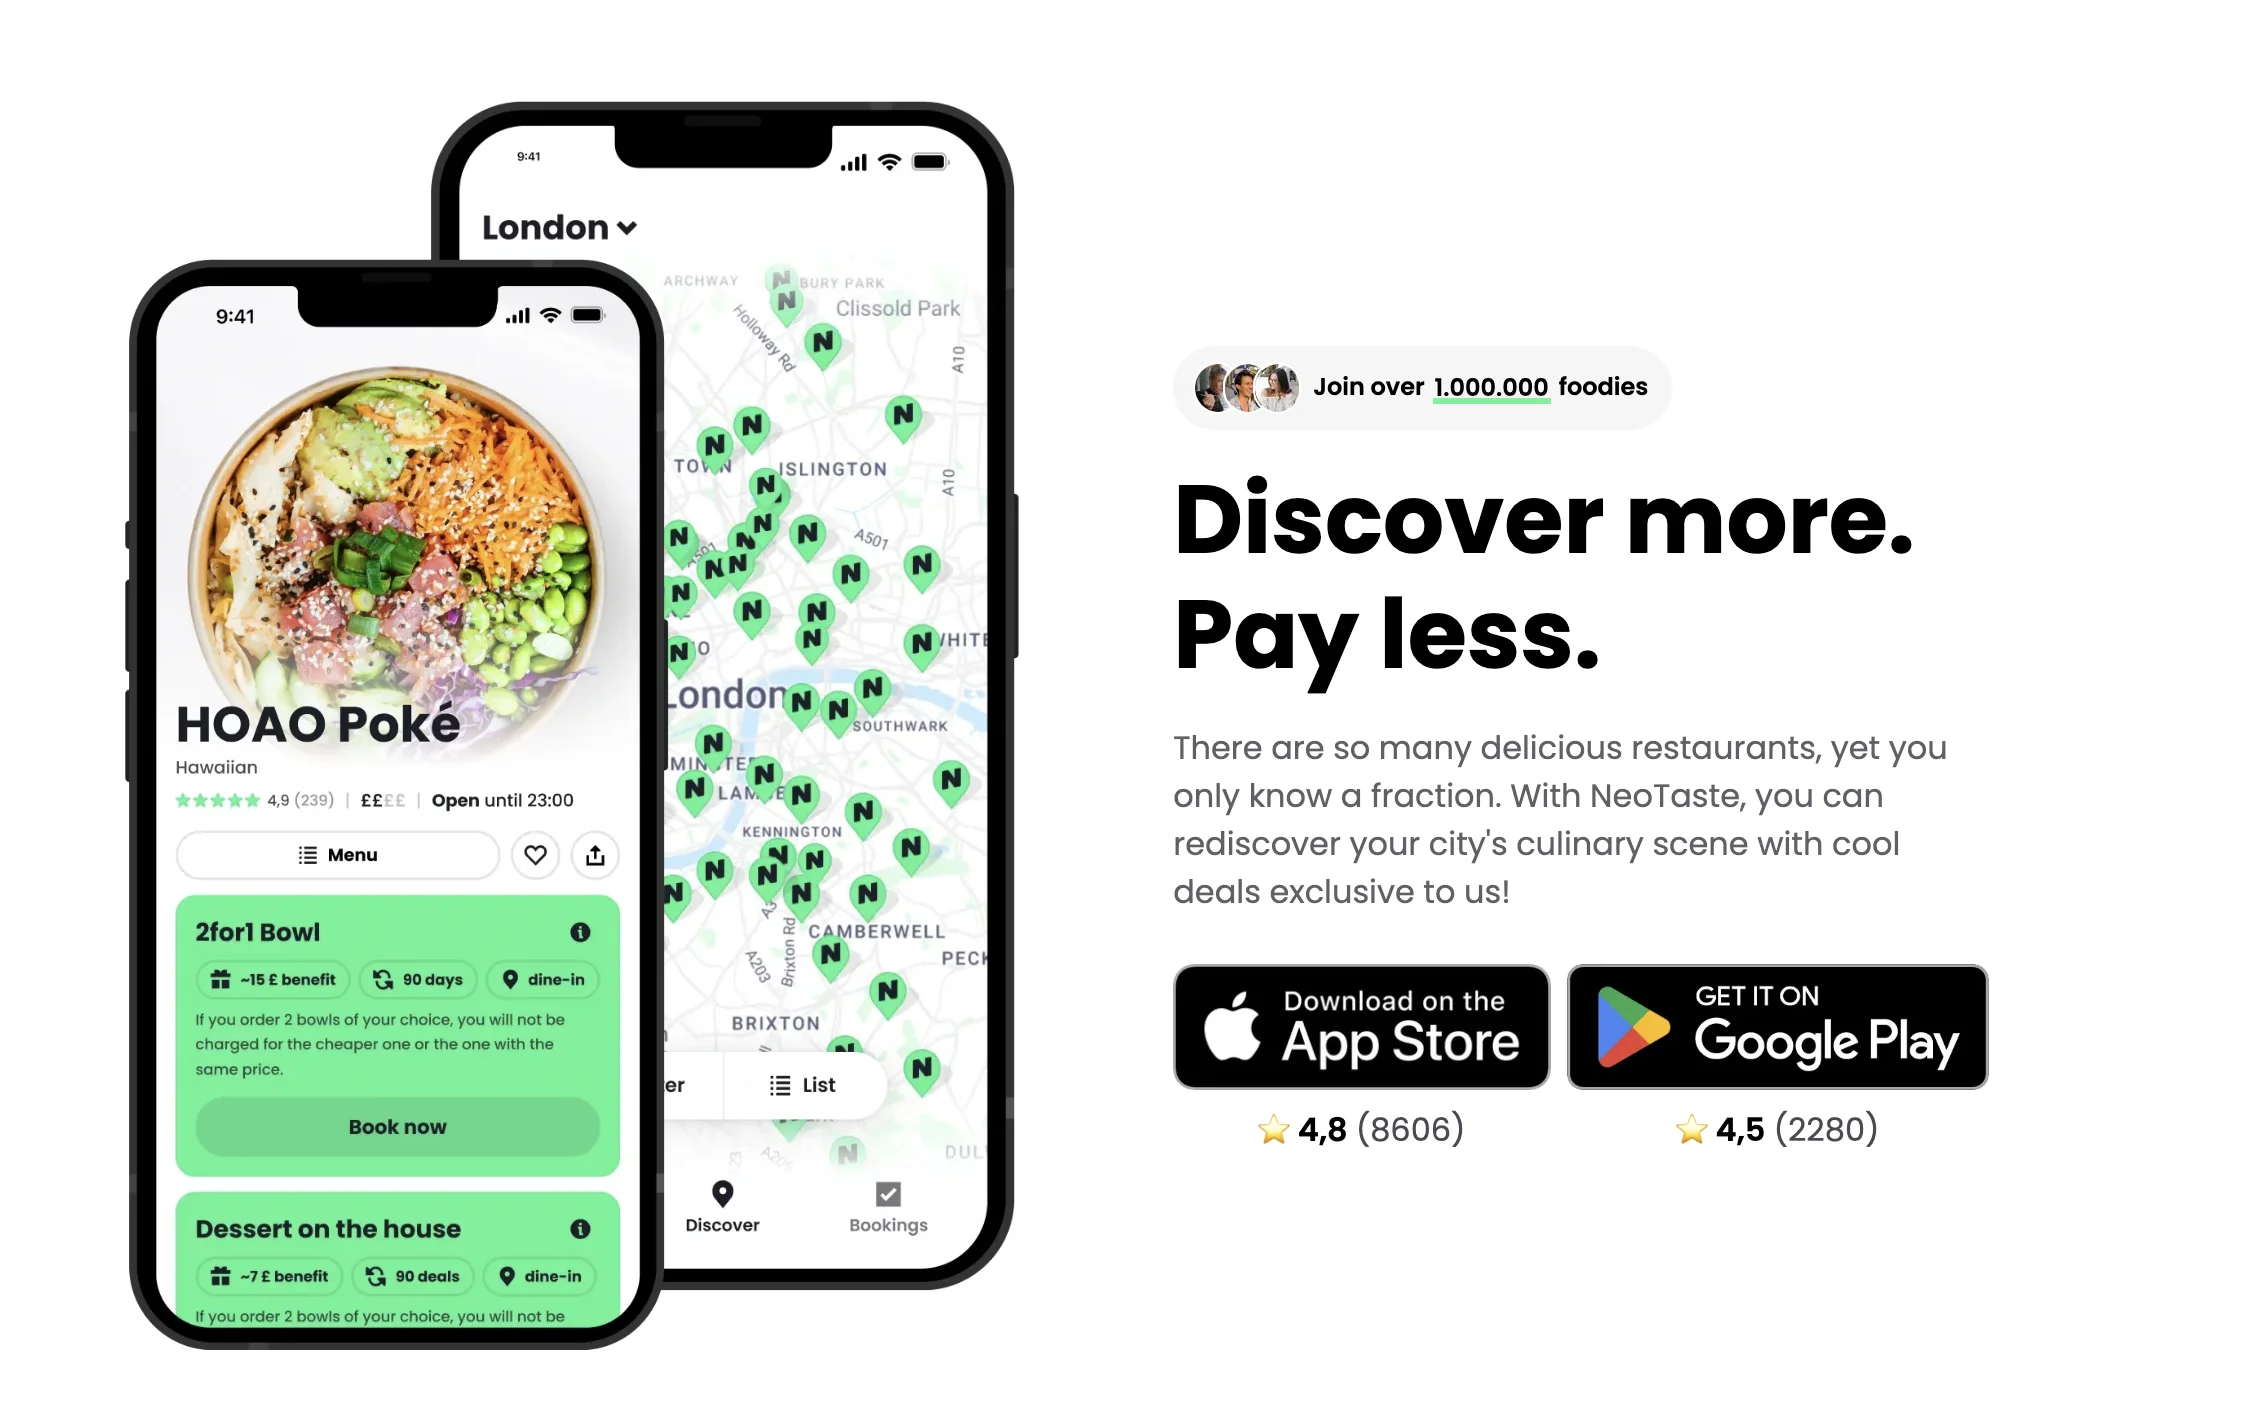 9:41
London
ARCHWAY
BURY PARK
Clissold Park
Holloway Rd
A10
N
ISLINGTON
A10
A501
A501
London
SOUTHWARK
KENNINGTON
CAMBERWELL
A203
Brixton Rd
PECK
BRIXTON
List
Discover
Bookings
9:41
HOAO Poké
Hawaiian
4,9 (239) | ££££ | Open until 23:00
Menu
2for1 Bowl
~15 £ benefit
90 days
dine-in
If you order 2 bowls of your choice, you will not be
charged for the cheaper one or the one with the
same price.
Book now
Dessert on the house
~7 £ benefit
90 deals
dine-in
If you order 2 bowls of your choice, you will not be
Join over 1.000.000 foodies
Discover more.
Pay less.
There are so many delicious restaurants, yet you
only know a fraction. With NeoTaste, you can
rediscover your city's culinary scene with cool
deals exclusive to us!
Download on the
App Store
GET IT ON
Google Play
4,8 (8606)
4,5 (2280)